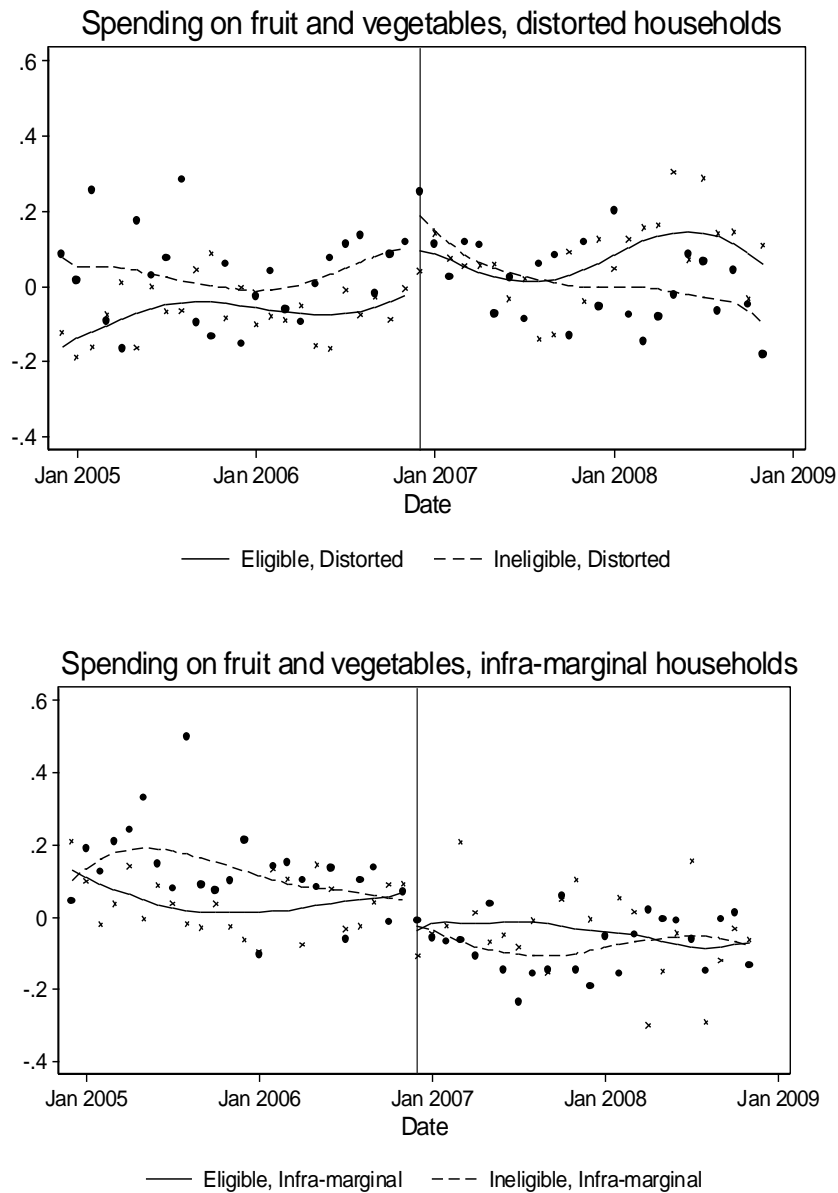 Spending on fruit and vegetables, distorted households
.6
.4
.2
0
-.2
-.4
Jan 2005 Jan 2006 Jan 2007 Jan 2008 Jan 2009
Date
Eligible, Distorted Ineligible, Distorted
Spending on fruit and vegetables, infra-marginal households
.6
.4
.2
0
-.2
-.4
Jan 2005 Jan 2006 Jan 2007 Jan 2008 Jan 2009
Date
Eligible, Infra-marginal Ineligible, Infra-marginal